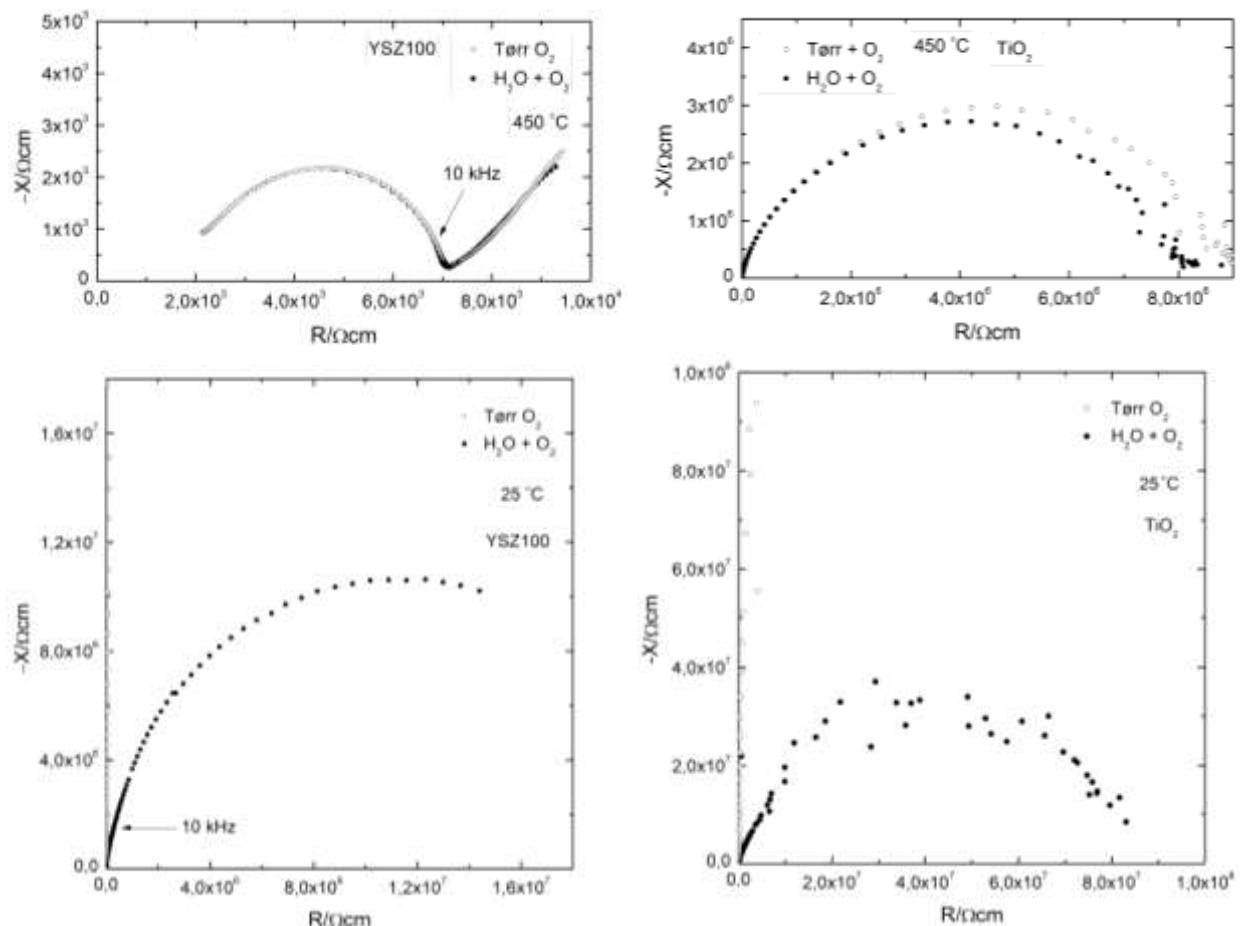 5x10³
YSZ100
Tørr O₂
4x10³
H₂O + O₂
3x10³
450 °C
2x10³
10 kHz
1x10³
0
0,0 2,0x10³ 4,0x10³ 6,0x10³ 8,0x10³ 1,0x10⁴
R/Ωcm
-X/Ωcm
4x10⁶
Tørr + O₂ 450 °C TiO₂
H₂O + O₂
3x10⁶
2x10⁶
1x10⁶
0
0,0 2,0x10⁶ 4,0x10⁶ 6,0x10⁶ 8,0x10⁶
R/Ωcm
-X/Ωcm
1,6x10⁷
Tørr O₂
H₂O + O₂
25 °C
1,2x10⁷
YSZ100
8,0x10⁶
4,0x10⁶
10 kHz
0,0
0,0 4,0x10⁶ 8,0x10⁶ 1,2x10⁷ 1,6x10⁷
R/Ωcm
-X/Ωcm
1,0x10⁸
Tørr O₂
H₂O + O₂
8,0x10⁷
25 °C
TiO₂
6,0x10⁷
4,0x10⁷
2,0x10⁷
0,0
0,0 2,0x10⁷ 4,0x10⁷ 6,0x10⁷ 8,0x10⁷ 1,0x10⁸
R/Ωcm
-X/Ωcm